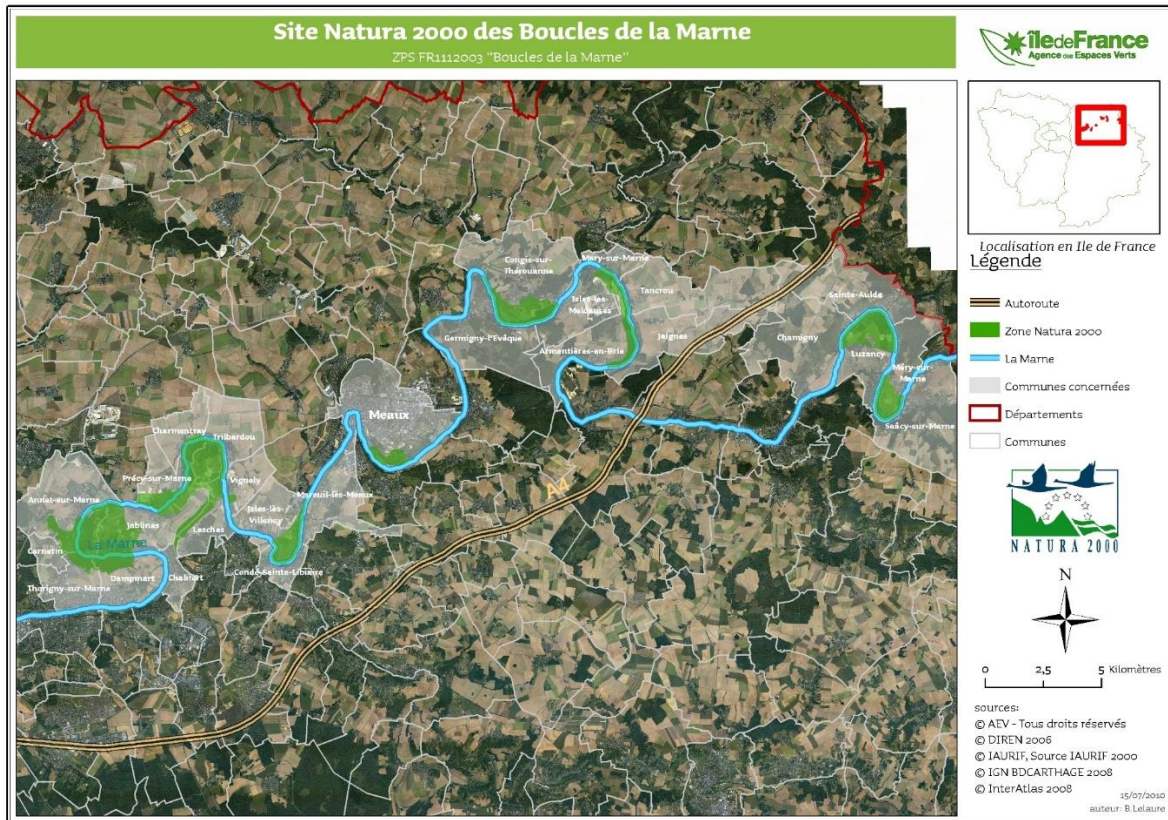 Site Natura 2000 des Boucles de la Marne
ZPS FR1112003 "Boucles de la Marne"
îledeFrance
Agence des Espaces Verts
Localisation en Ile de France
Légende
Autoroute
Zone Natura 2000
La Marne
Communes concernées
Départements
Communes
NATURA 2000
N
0 2,5 5 Kilomètres
sources:
© AEV - Tous droits réservés
© DIREN 2006
© IAURIF, Source IAURIF 2000
© IGN BDCARTHAGE 2008
© InterAtlas 2008
15/07/2010
auteur: B.Lelaure
Congis-sur-
Thérouanne
Mary-sur-Marne
Tancrou
Isles-les-
Meldeuses
Germigny-l'Evêque
Armentières-en-Brie
Jaignes
Sainte-Aulde
Chamigny
Luzancy
Méry-sur-
Marne
Saâcy-sur-Marne
Meaux
A4
Charmentray
Trilbardou
Précy-sur-Marne
Vignely
Annet-sur-Marne
Jablines
Lesches
Isles-lès-
Villenoy
Mareuil-lès-Meaux
La Marne
Carnetin
Condé-Sainte-Libiaire
Dampmart
Chalifert
Thorigny-sur-Marne